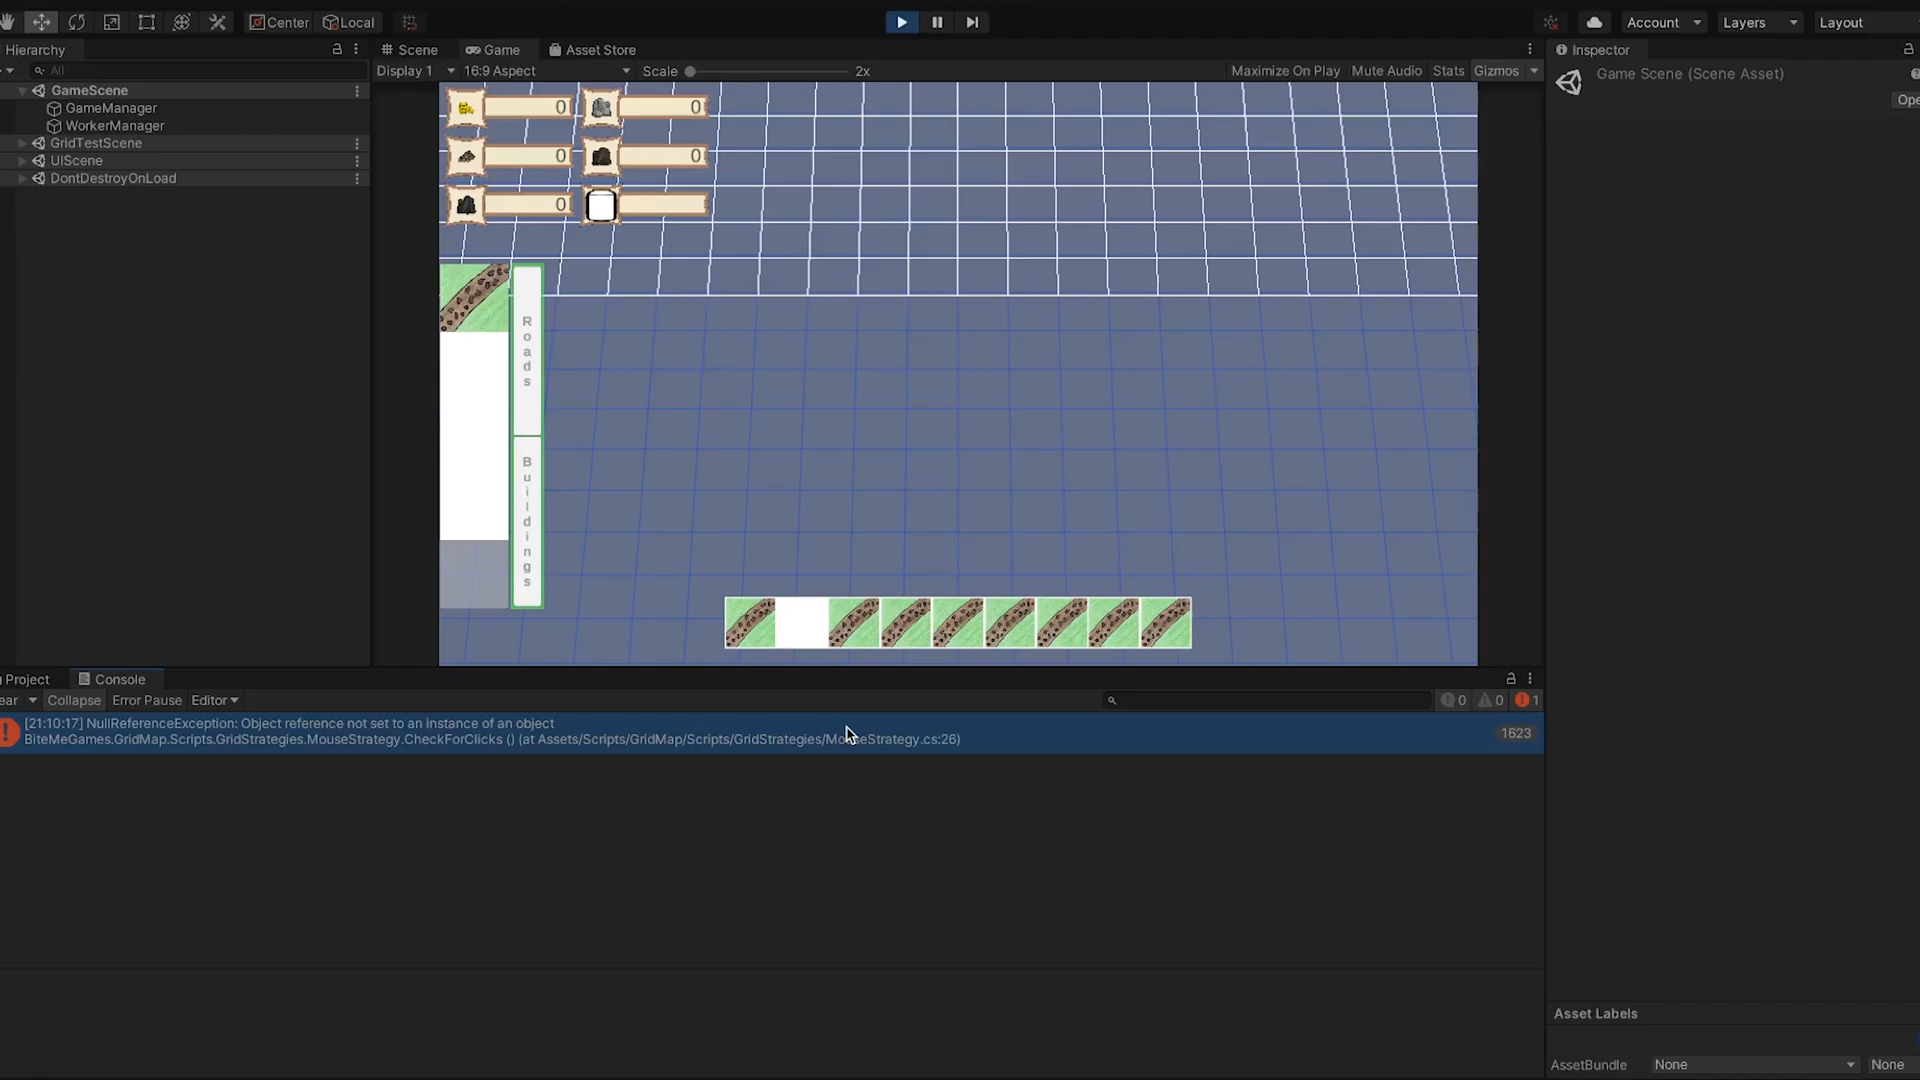 Center
Local
Account
Layers
Layout
Hierarchy
Scene
Game
Asset Store
Inspector
All
Display 1
16:9 Aspect
Scale
2x
Maximize On Play
Mute Audio
Stats
Gizmos
Game Scene (Scene Asset)
Ope
GameScene
GameManager
WorkerManager
GridTestScene
UIScene
DontDestroyOnLoad
0
0
0
0
0
Roads
Buildings
Project
Console
ear
Collapse
Error Pause
Editor
0
0
1
[21:10:17] NullReferenceException: Object reference not set to an instance of an object
BiteMeGames.GridMap.Scripts.GridStrategies.MouseStrategy.CheckForClicks () (at Assets/Scripts/GridMap/Scripts/GridStrategies/MouseStrategy.cs:26)
1623
Asset Labels
AssetBundle
None
None